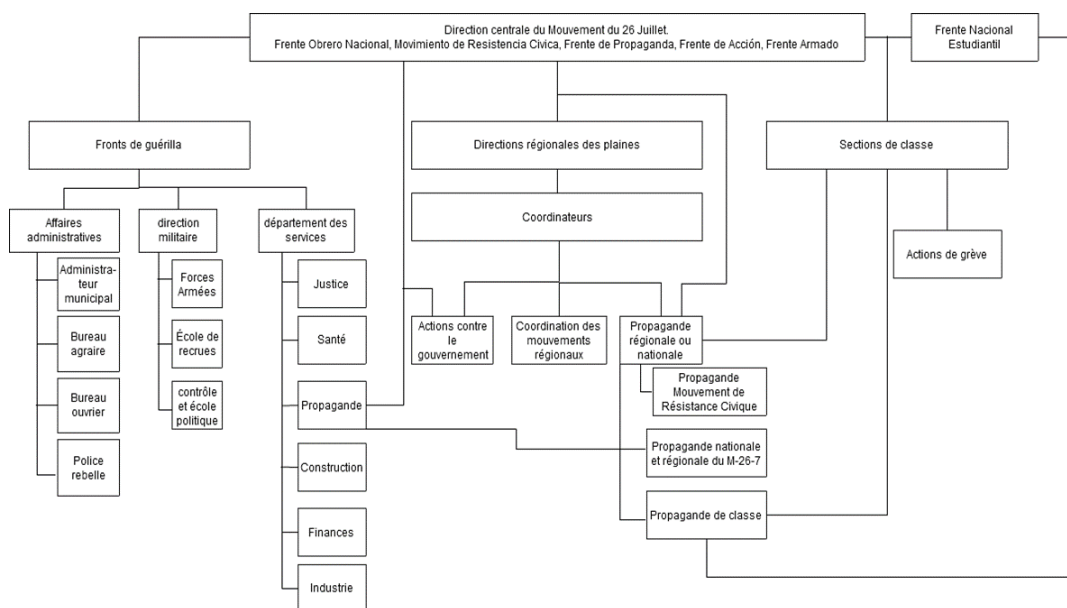 Direction centrale du Mouvement du 26 Juillet.
Frente Obrero Nacional, Movimiento de Resistencia Civica, Frente de Propaganda, Frente de Acción, Frente Armado
Frente Nacional
Estudiantil
Fronts de guérilla
Directions régionales des plaines
Sections de classe
Coordinateurs
Affaires
administratives
direction
militaire
département des
services
Actions de grève
Administra-
teur
municipal
Bureau
agraire
Bureau
ouvrier
Police
rebelle
Forces
Armées
École de
recrues
contrôle
et école
politique
Justice
Santé
Propagande
Construction
Finances
Industrie
Actions contre
le
gouvernement
Coordination des
mouvements
régionaux
Propagande
régionale ou
nationale
Propagande
Mouvement de
Résistance Civique
Propagande nationale
et régionale du M-26-7
Propagande de classe